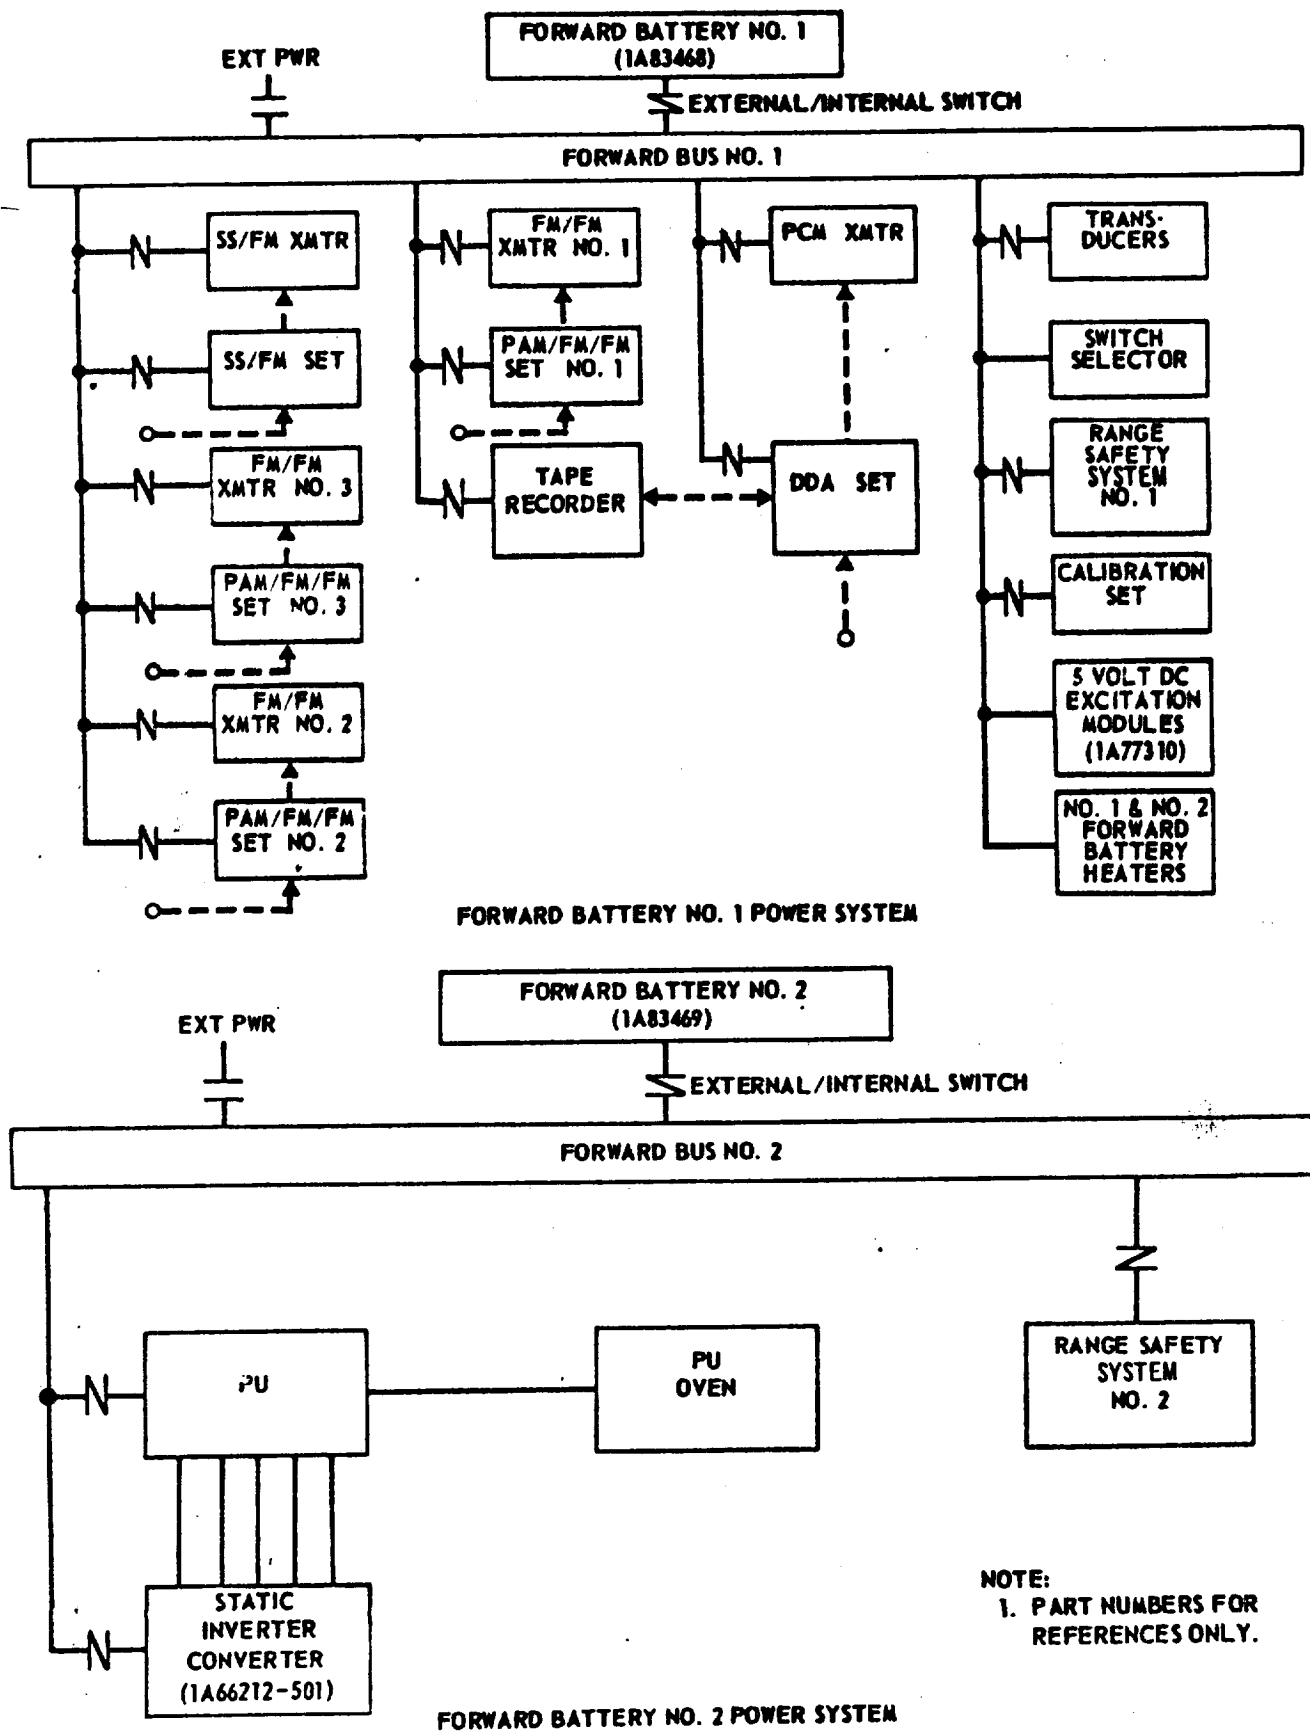 FORWARD BATTERY NO. 1
(1A83468)
EXT PWR
EXTERNAL/INTERNAL SWITCH
FORWARD BUS NO. 1
SS/FM XMTR
SS/FM SET
FM/FM
XMTR NO. 3
PAM/FM/FM
SET NO. 3
FM/FM
XMTR NO. 2
PAM/FM/FM
SET NO. 2
FM/FM
XMTR NO. 1
PAM/FM/FM
SET NO. 1
TAPE
RECORDER
PCM XMTR
DDA SET
TRANS-
DUCERS
SWITCH
SELECTOR
RANGE
SAFETY
SYSTEM
NO. 1
CALIBRATION
SET
5 VOLT DC
EXCITATION
MODULES
(1A77310)
NO. 1 & NO. 2
FORWARD
BATTERY
HEATERS
FORWARD BATTERY NO. 1 POWER SYSTEM
FORWARD BATTERY NO. 2
(1A83469)
EXT PWR
EXTERNAL/INTERNAL SWITCH
FORWARD BUS NO. 2
PU
PU
OVEN
RANGE SAFETY
SYSTEM
NO. 2
STATIC
INVERTER
CONVERTER
(1A66212-501)
NOTE:
1. PART NUMBERS FOR
REFERENCES ONLY.
FORWARD BATTERY NO. 2 POWER SYSTEM